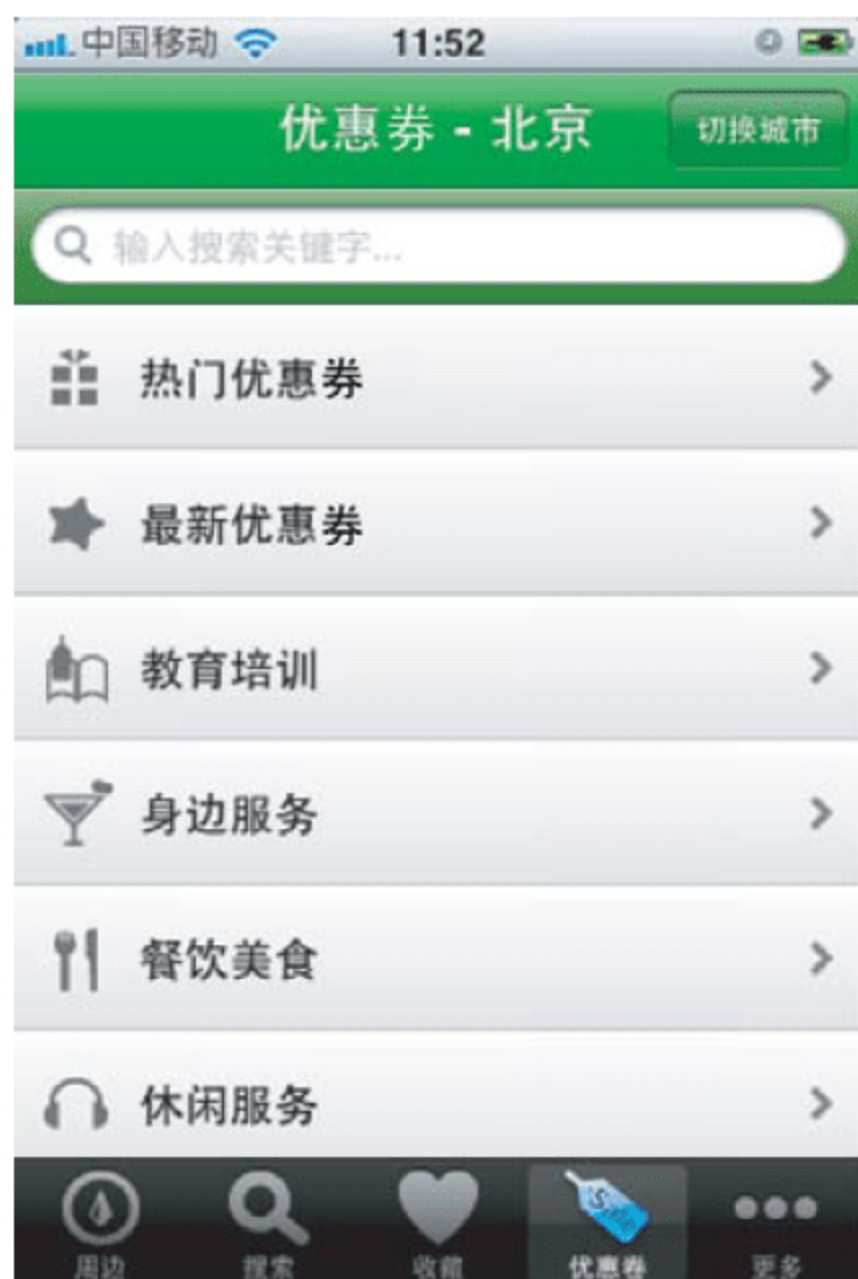 中国移动 11:52
优惠券 - 北京 切换城市
输入搜索关键字...
热门优惠券
最新优惠券
教育培训
身边服务
餐饮美食
休闲服务
周边 搜索 收藏 优惠券 更多